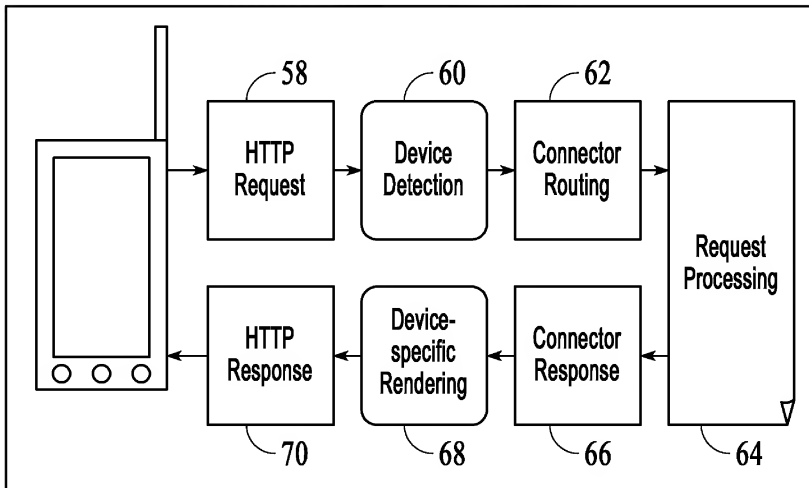 58
60
62
HTTP
Request
Device
Detection
Connector
Routing
Request
Processing
HTTP
Response
Device-
specific
Rendering
Connector
Response
70
68
66
64